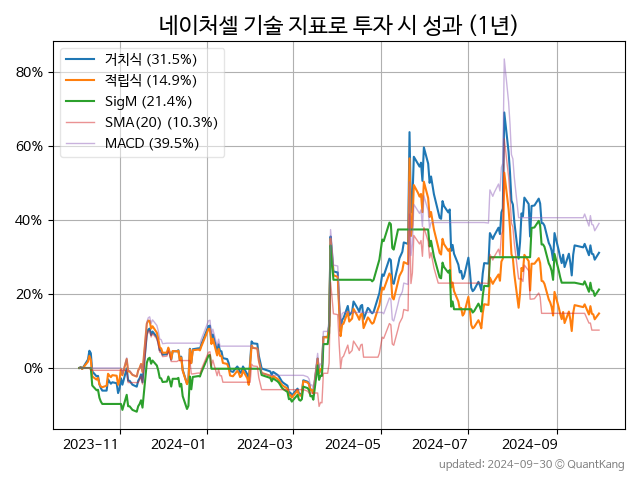 네이처셀 기술 지표로 투자 시 성과 (1년)
거치식 (31.5%)
적립식 (14.9%)
SigM (21.4%)
SMA(20) (10.3%)
MACD (39.5%)
80%
60%
40%
20%
0%
2023-11 2024-01 2024-03 2024-05 2024-07 2024-09
updated: 2024-09-30 © QuantKang